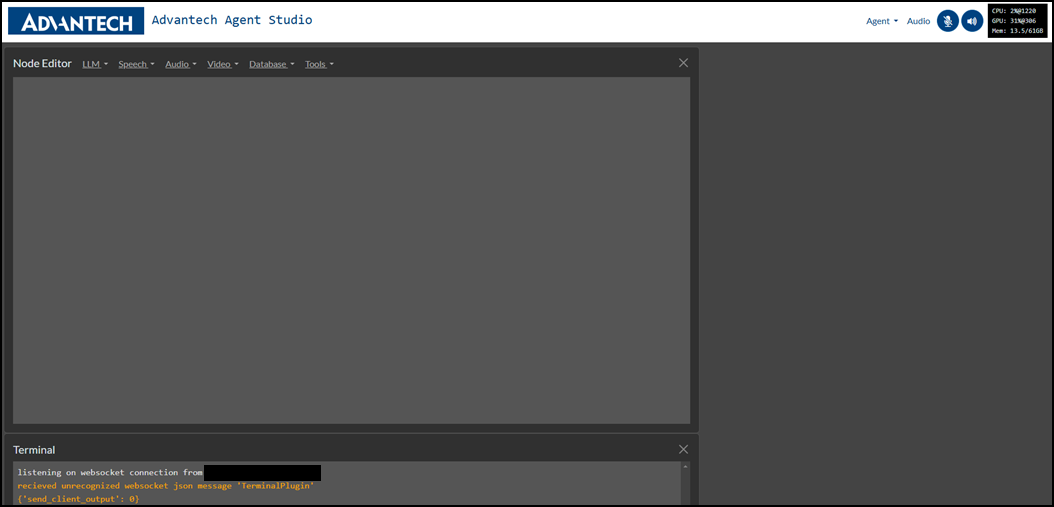 ADVANTECH Advantech Agent Studio Agent Audio
CPU: 2%@1220
GPU: 31%@306
Mem: 13.5/61GB
Node Editor LLM Speech Audio Video Database Tools
Terminal
listening on websocket connection from
recieved unrecognized websocket json message 'TerminalPlugin'
{'send_client_output': 0}